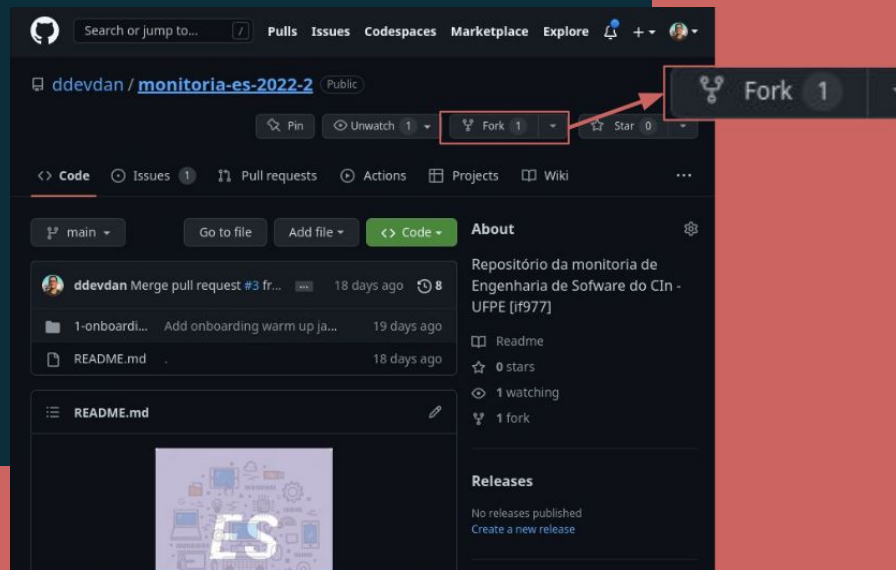 Search or jump to... / Pulls Issues Codespaces Marketplace Explore
ddevdan / monitoria-es-2022-2 Public
Fork 1
Pin Unwatch 1 Fork 1 Star 0
Code Issues 1 Pull requests Actions Projects Wiki ...
main Go to file Add file Code
ddevdan Merge pull request #3 fr... ... 18 days ago 8
1-onboardi... Add onboarding warm up ja... 19 days ago
README.md . 18 days ago
README.md
ES
About
Repositório da monitoria de
Engenharia de Sofware do CIn -
UFPE [if977]
Readme
0 stars
1 watching
1 fork
Releases
No releases published
Create a new release